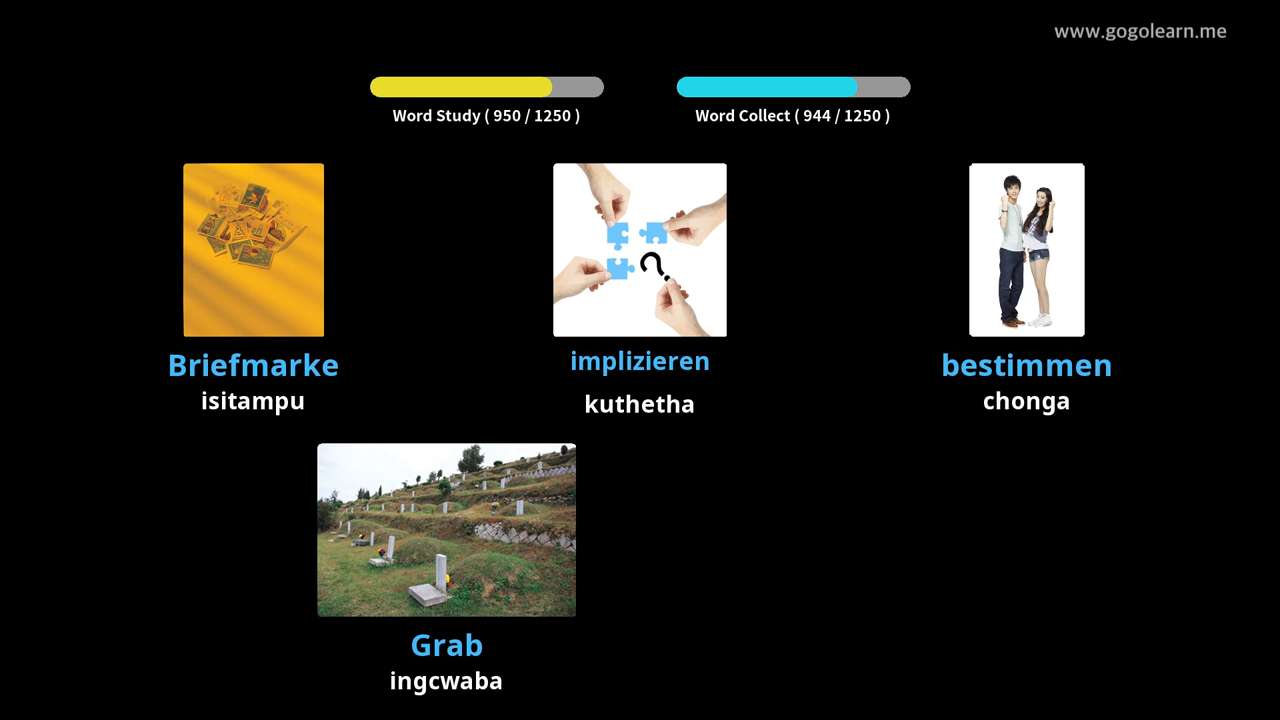 www.gogolearn.me
Word Study ( 950 / 1250 )
Word Collect ( 944 / 1250 )
Briefmarke
isitampu
implizieren
kuthetha
bestimmen
chonga
Grab
ingcwaba